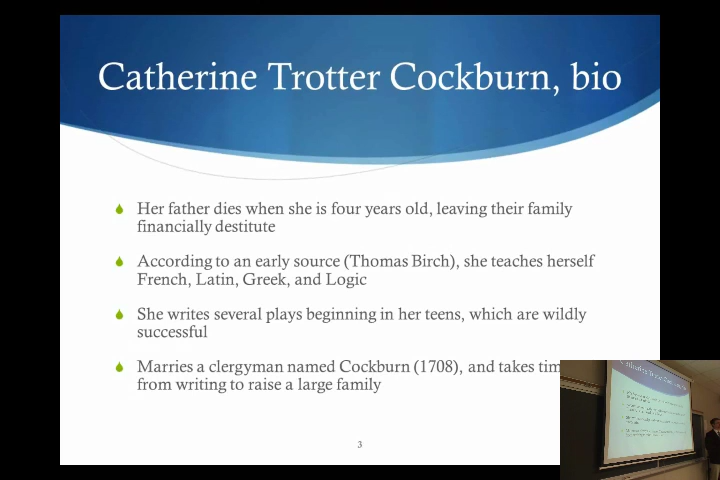 Catherine Trotter Cockburn, bio
Her father dies when she is four years old, leaving their family
financially destitute
According to an early source (Thomas Birch), she teaches herself
French, Latin, Greek, and Logic
She writes several plays beginning in her teens, which are wildly
successful
Marries a clergyman named Cockburn (1708), and takes
from writing to raise a large family
3